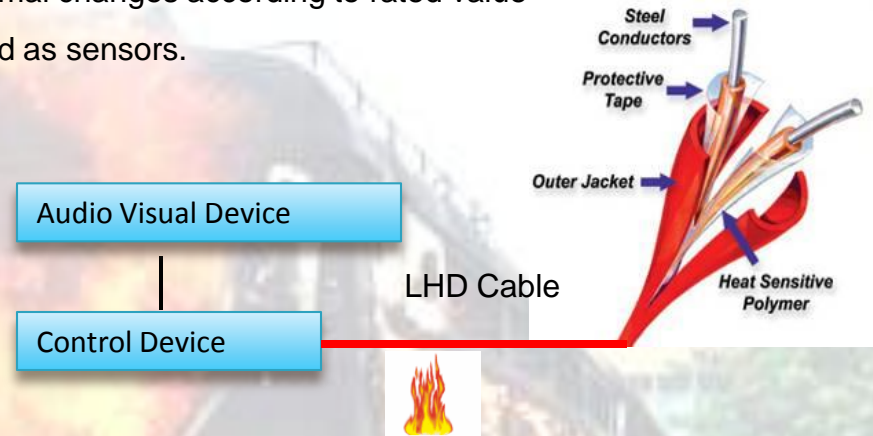 mal changes according to rated value
d as sensors.
Steel
Conductors
Protective
Tape
Outer Jacket
Audio Visual Device
LHD Cable
Heat Sensitive
Polymer
Control Device